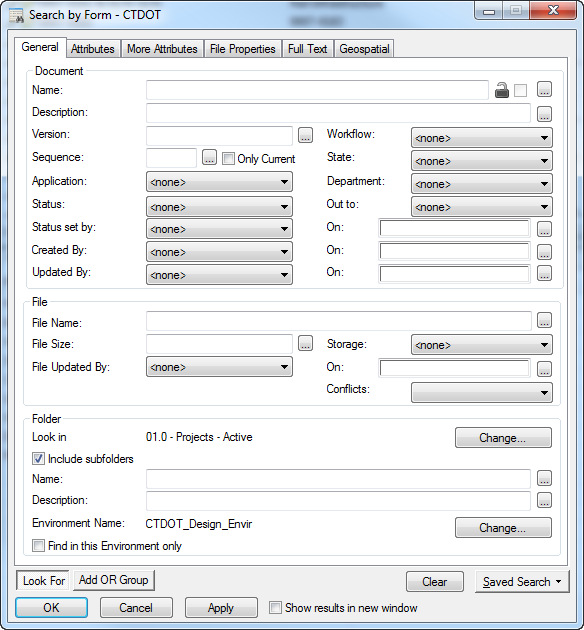 Search by Form - CTDOT
General Attributes More Attributes File Properties Full Text Geospatial
Document
Name: ...
Description: ...
Version: ... Workflow: <none>
Sequence: ... Only Current State: <none>
Application: <none> Department: <none>
Status: <none> Out to: <none>
Status set by: <none> On: ...
Created By: <none> On: ...
Updated By: <none> On: ...
File
File Name: ...
File Size: ... Storage: <none>
File Updated By: <none> On: ...
Conflicts:
Folder
Look in 01.0 - Projects - Active Change...
Include subfolders
Name: ...
Description: ...
Environment Name: CTDOT_Design_Envir Change...
Find in this Environment only
Look For Add OR Group Clear Saved Search
OK Cancel Apply Show results in new window